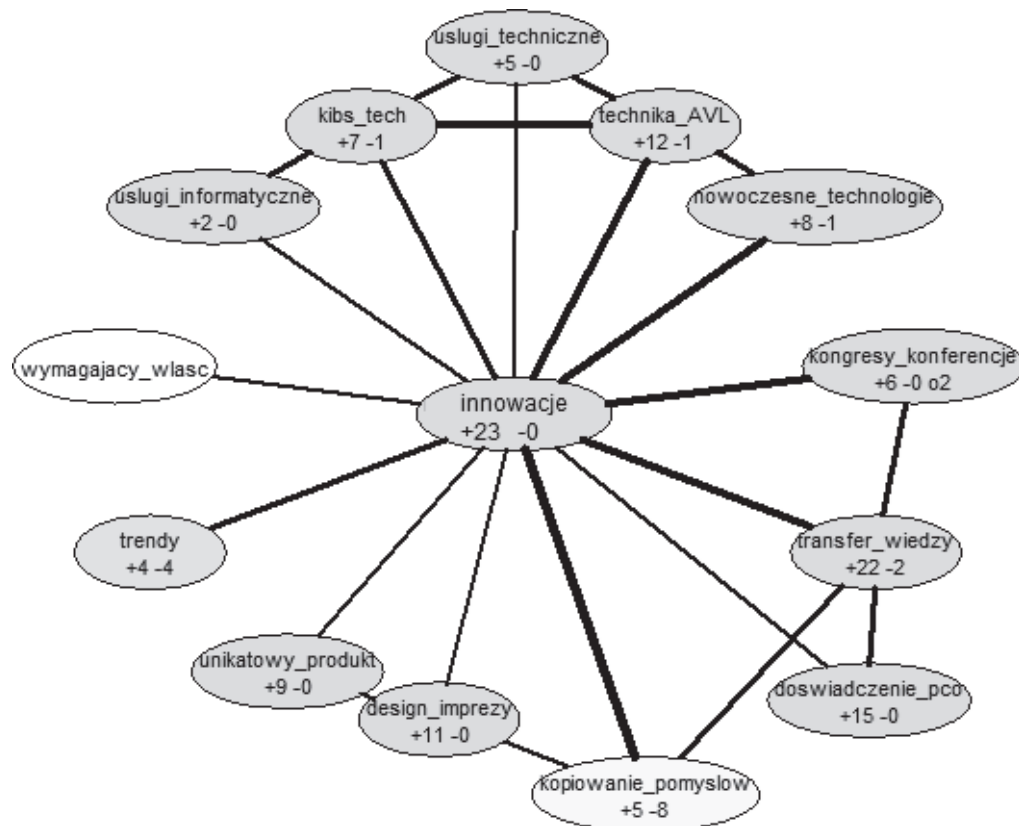 uslugi_techniczne
+5 -0
kibs_tech
+7 -1
technika_AVL
+12 -1
uslugi_informatyczne
+2 -0
nowoczesne_technologie
+8 -1
wymagajacy_wlasc
kongresy_konferencje
+6 -0 o2
innowacje
+23 -0
trendy
+4 -4
transfer_wiedzy
+22 -2
unikatowy_produkt
+9 -0
design_imprezy
+11 -0
doswiadczenie_pco
+15 -0
kopiowanie_pomyslow
+5 -8